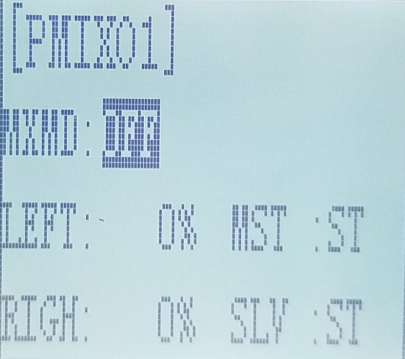 [PMIX01]
MXMD:OFF
LEFT:- 0% MST :ST
RIGH: 0% SLV :ST